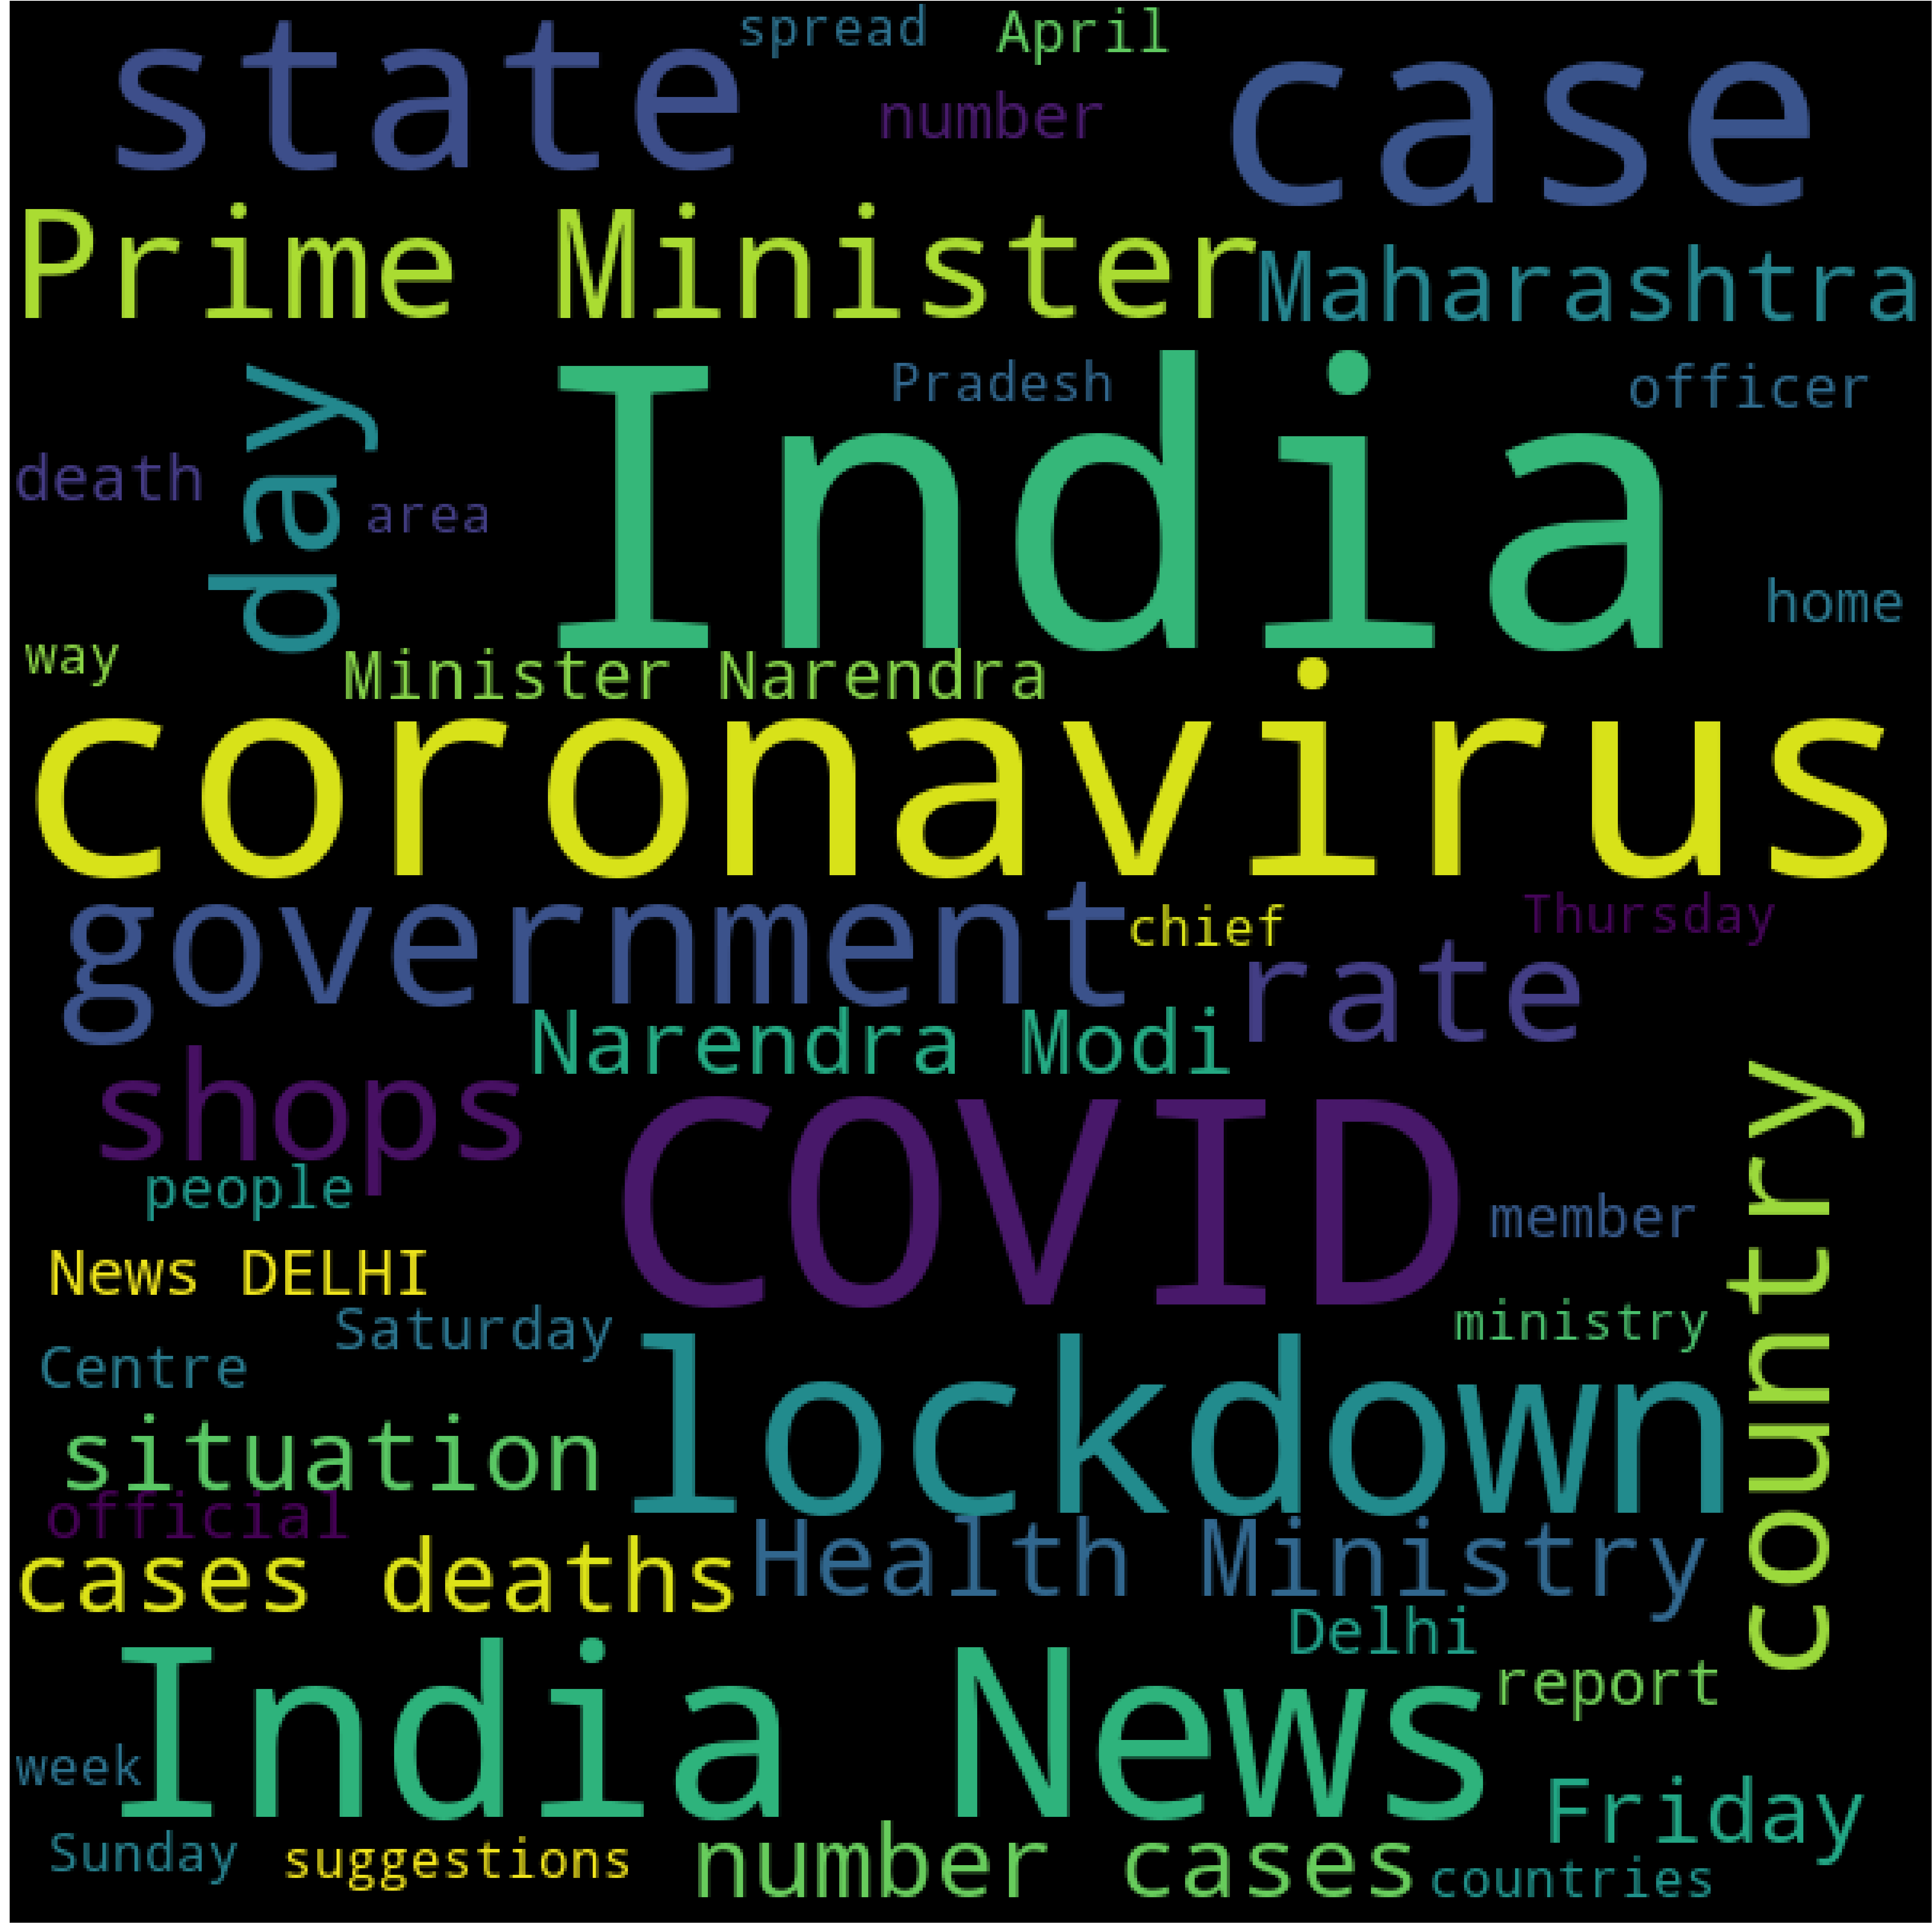 spread April
state case
number
Prime Minister Maharashtra
Pradesh officer
day
death
area
India
home
way
Minister Narendra
coronavirus
government chief Thursday
rate
Narendra Modi
shops
COVID
country
people
member
News DELHI
Saturday ministry
Centre
lockdown
situation
official
cases deaths Health Ministry
Delhi
report
India News
week
Friday
Sunday suggestions number cases countries